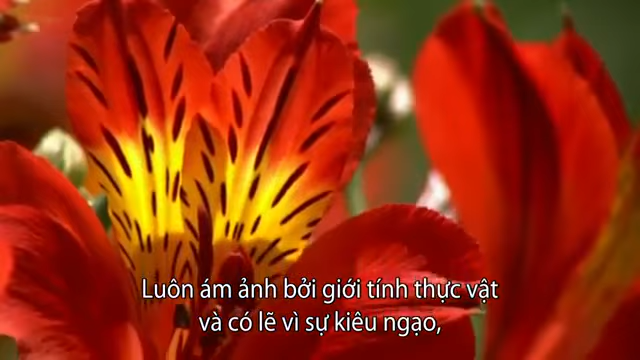 Luôn ám ảnh bởi giới tính thực vật
và có lẽ vì sự kiêu ngạo,